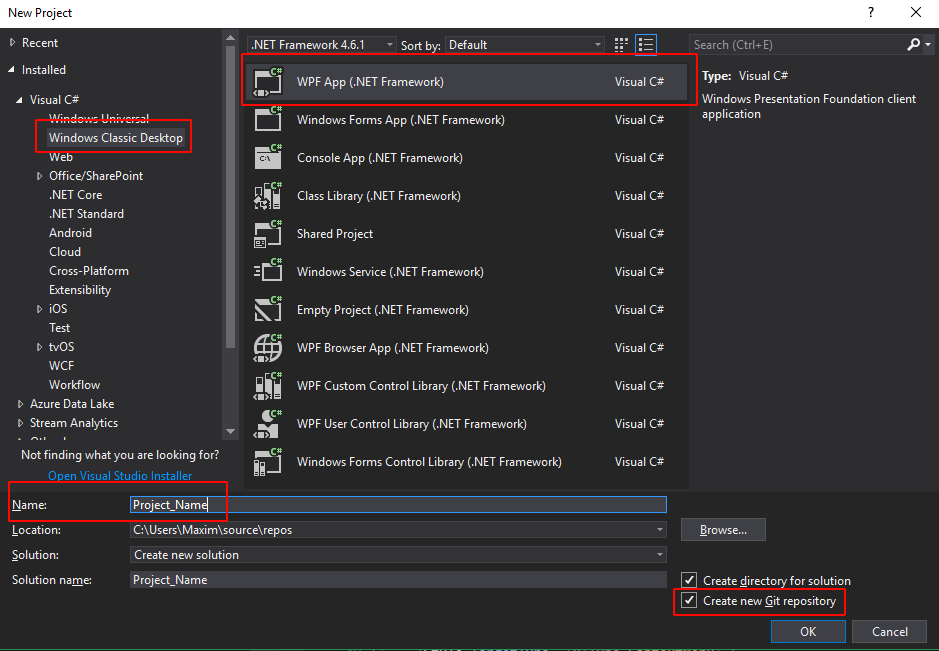 New Project
? ×
Recent
Installed
Visual C#
Windows Universal
Windows Classic Desktop
Web
Office/SharePoint
.NET Core
.NET Standard
Android
Cloud
Cross-Platform
Extensibility
iOS
Test
tvOS
WCF
Workflow
Azure Data Lake
Stream Analytics
Not finding what you are looking for?
Open Visual Studio Installer
.NET Framework 4.6.1 Sort by: Default
WPF App (.NET Framework) Visual C#
Windows Forms App (.NET Framework) Visual C#
Console App (.NET Framework) Visual C#
Class Library (.NET Framework) Visual C#
Shared Project Visual C#
Windows Service (.NET Framework) Visual C#
Empty Project (.NET Framework) Visual C#
WPF Browser App (.NET Framework) Visual C#
WPF Custom Control Library (.NET Framework) Visual C#
WPF User Control Library (.NET Framework) Visual C#
Windows Forms Control Library (.NET Framework) Visual C#
Search (Ctrl+E)
Type: Visual C#
Windows Presentation Foundation client
application
Name: Project_Name
Location: C:\Users\Maxim\source\repos Browse...
Solution: Create new solution
Solution name: Project_Name
Create directory for solution
Create new Git repository
OK Cancel